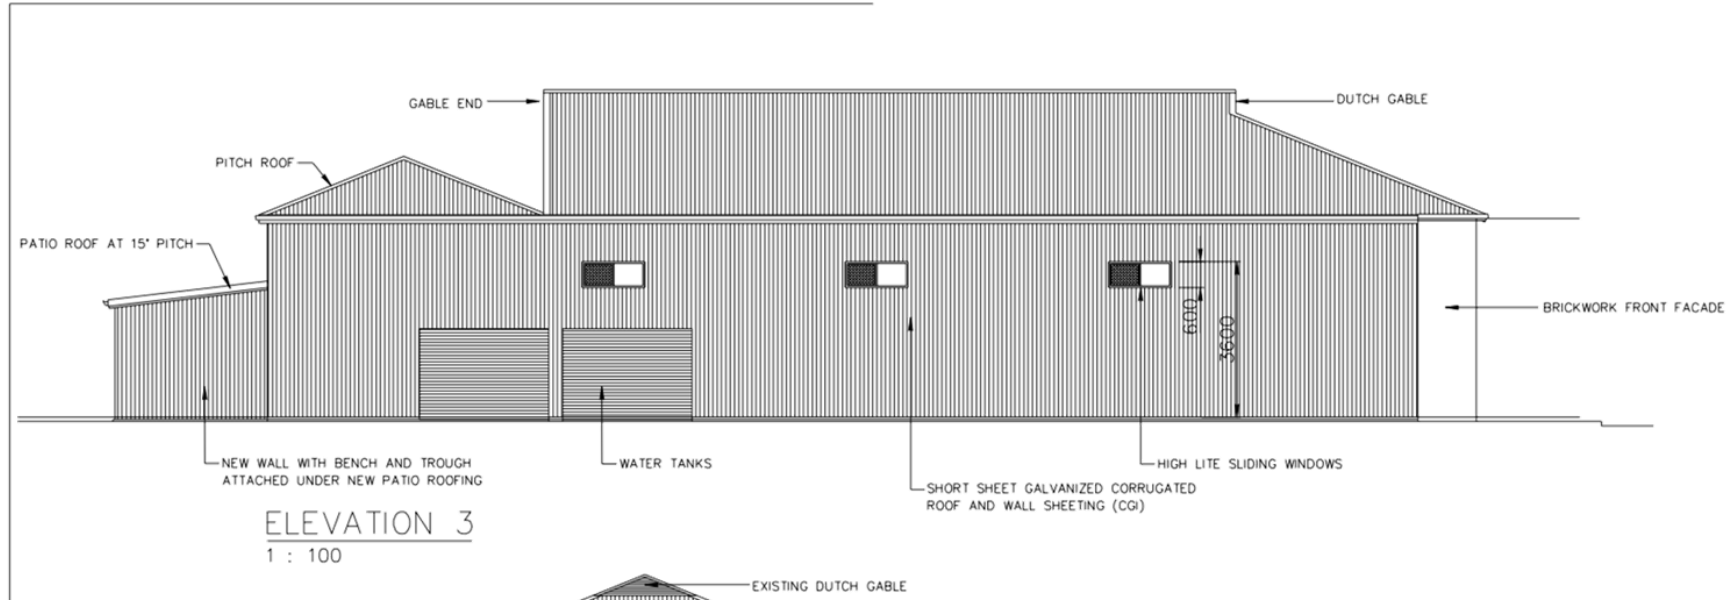 GABLE END
DUTCH GABLE
PITCH ROOF
PATIO ROOF AT 15° PITCH
600
3600
BRICKWORK FRONT FACADE
NEW WALL WITH BENCH AND TROUGH
ATTACHED UNDER NEW PATIO ROOFING
WATER TANKS
HIGH LITE SLIDING WINDOWS
SHORT SHEET GALVANIZED CORRUGATED
ROOF AND WALL SHEETING (CGI)
ELEVATION 3
1 : 100
EXISTING DUTCH GABLE